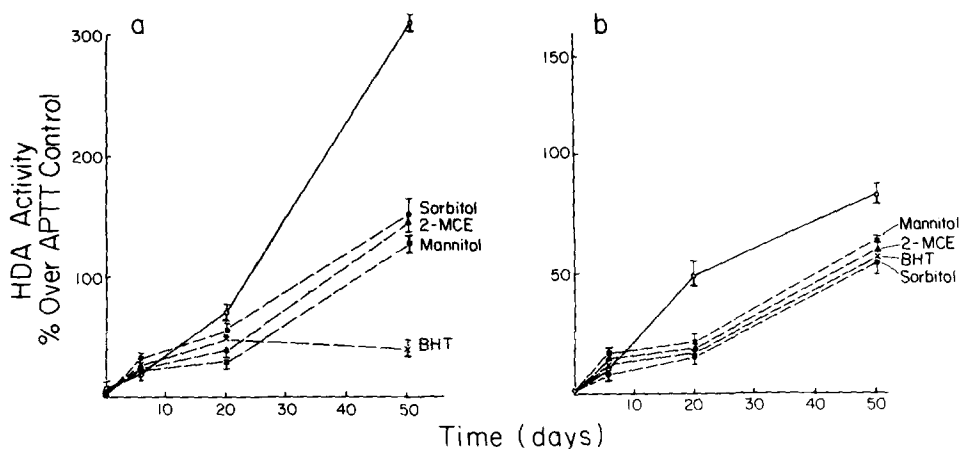 a
300
200
100
HDA Activity
% Over APTT Control
Sorbitol
2-MCE
Mannitol
BHT
10 20 30 40 50
b
150
100
50
Mannitol
2-MCE
BHT
Sorbitol
10 20 30 40 50
Time (days)